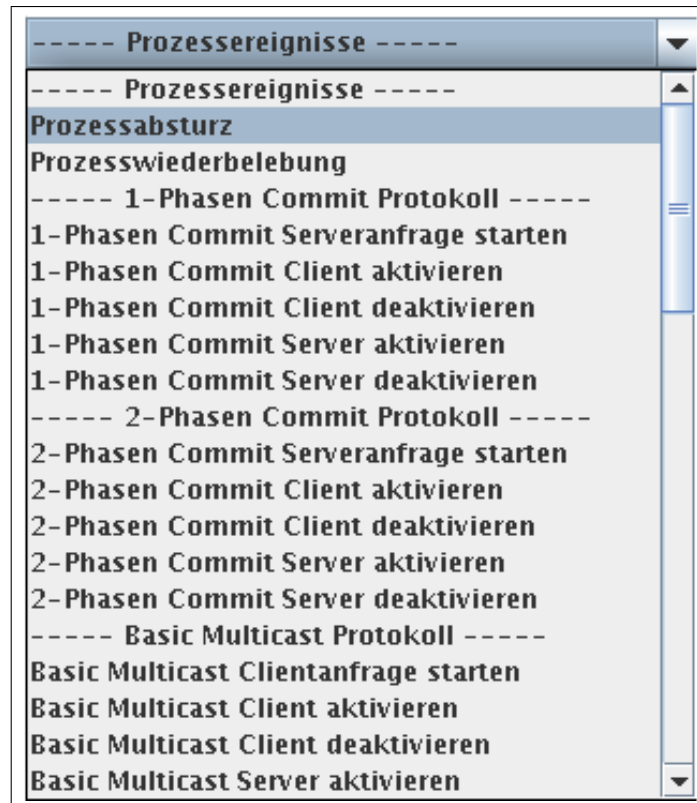 ----- Prozessereignisse -----
----- Prozessereignisse -----
Prozessabsturz
Prozesswiederbelebung
----- 1-Phasen Commit Protokoll -----
1-Phasen Commit Serveranfrage starten
1-Phasen Commit Client aktivieren
1-Phasen Commit Client deaktivieren
1-Phasen Commit Server aktivieren
1-Phasen Commit Server deaktivieren
----- 2-Phasen Commit Protokoll -----
2-Phasen Commit Serveranfrage starten
2-Phasen Commit Client aktivieren
2-Phasen Commit Client deaktivieren
2-Phasen Commit Server aktivieren
2-Phasen Commit Server deaktivieren
----- Basic Multicast Protokoll -----
Basic Multicast Clientanfrage starten
Basic Multicast Client aktivieren
Basic Multicast Client deaktivieren
Basic Multicast Server aktivieren